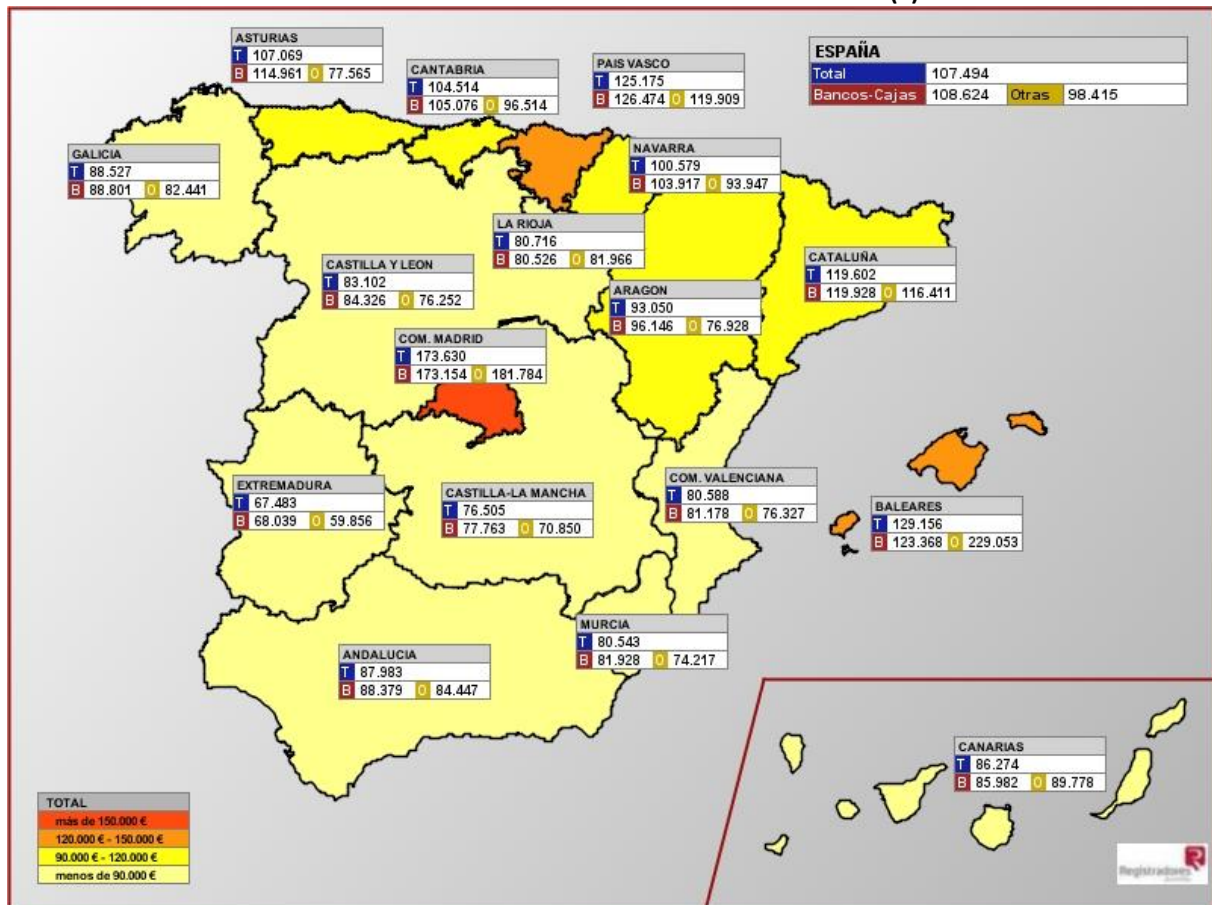 ASTURIAS
T 107.069
B 114.961 O 77.565
CANTABRIA
T 104.514
B 105.076 O 96.514
PAIS VASCO
T 125.175
B 126.474 O 119.909
ESPAÑA
Total 107.494
Bancos-Cajas 108.624 Otras 98.415
GALICIA
T 88.527
B 88.801 O 82.441
NAVARRA
T 100.579
B 103.917 O 93.947
LA RIOJA
T 80.716
B 80.526 O 81.966
CASTILLA Y LEON
T 83.102
B 84.326 O 76.252
CATALUÑA
T 119.602
B 119.928 O 116.411
ARAGON
T 93.050
B 96.146 O 76.928
COM. MADRID
T 173.630
B 173.154 O 181.784
EXTREMADURA
T 67.483
B 68.039 O 59.856
CASTILLA-LA MANCHA
T 76.505
B 77.763 O 70.850
COM. VALENCIANA
T 80.588
B 81.178 O 76.327
BALEARES
T 129.156
B 123.368 O 229.053
MURCIA
T 80.543
B 81.928 O 74.217
ANDALUCIA
T 87.983
B 88.379 O 84.447
CANARIAS
T 86.274
B 85.982 O 89.778
TOTAL
más de 150.000 €
120.000 € - 150.000 €
90.000 € - 120.000 €
menos de 90.000 €
Registradores